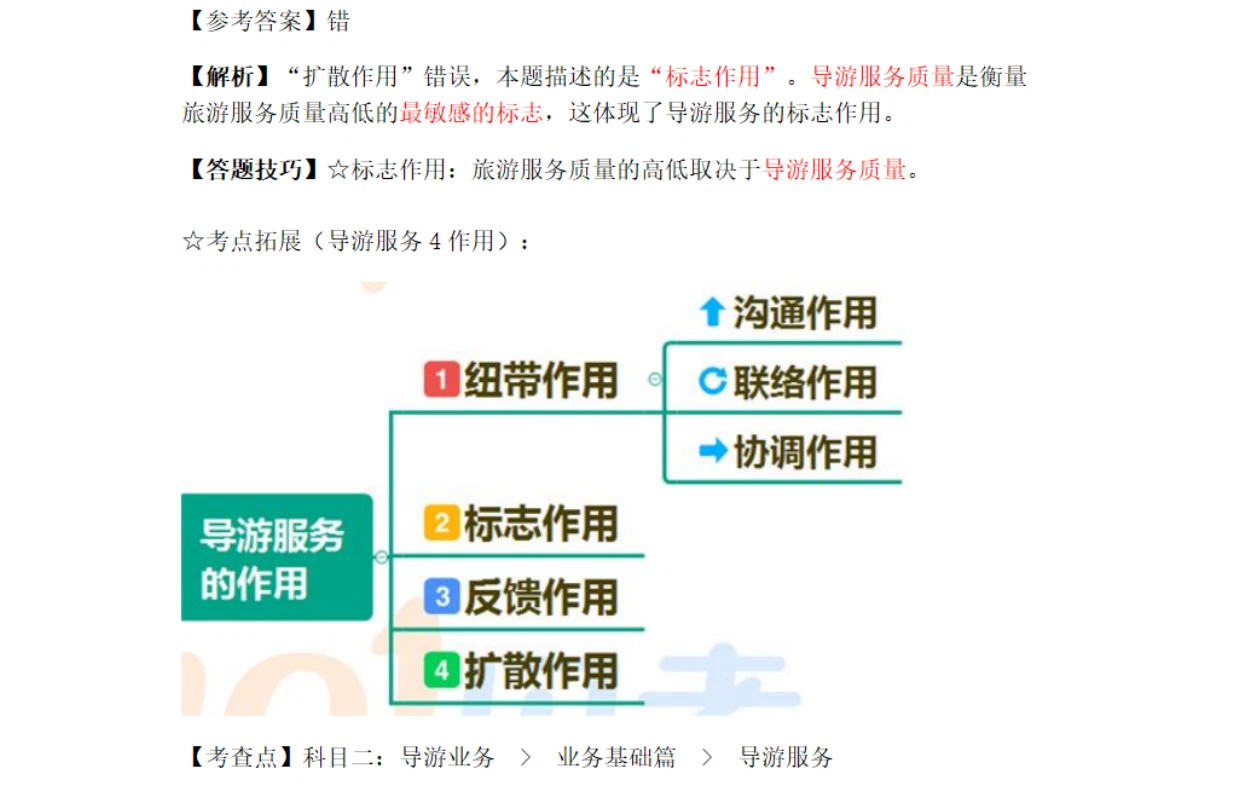 【参考答案】错
【解析】“扩散作用”错误，本题描述的是“标志作用”。导游服务质量是衡量
旅游服务质量高低的最敏感的标志，这体现了导游服务的标志作用。
【答题技巧】☆标志作用：旅游服务质量的高低取决于导游服务质量。
☆考点拓展（导游服务 4 作用）：
导游服务
的作用
1 纽带作用
沟通作用
联络作用
协调作用
2 标志作用
3 反馈作用
4 扩散作用
【考查点】科目二：导游业务 > 业务基础篇 > 导游服务